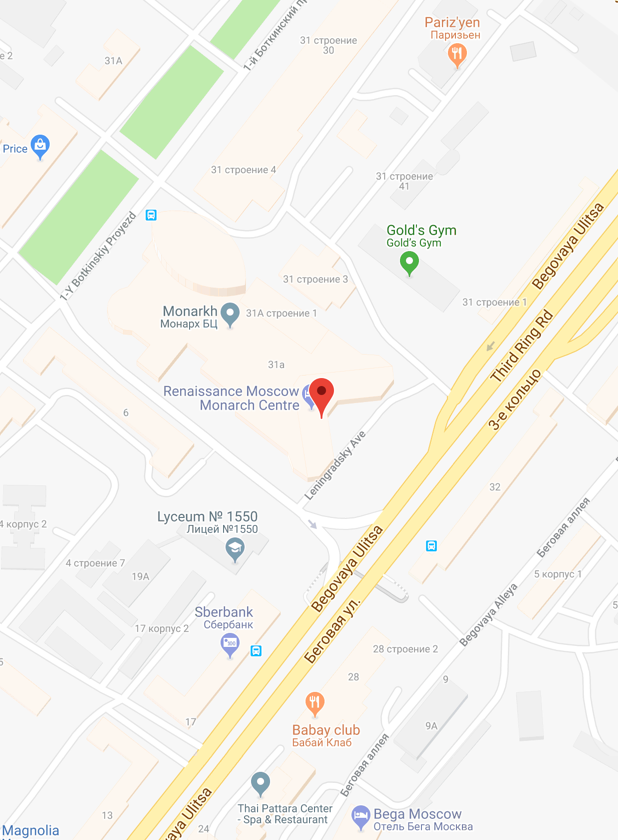 Pariz'yen
Паризьен
1-й Боткинский пр
31 строение
30
31А
е 2
Price
31 строение 4
31 строение
41
Begovaya Ulitsa
Gold's Gym
Gold's Gym
1-Y Botkinskiy Proyezd
31 строение 3
31 строение 1
Monarkh
Монарх БЦ
31А строение 1
Third Ring Rd
31а
3-е кольцо
Renaissance Moscow
Monarch Centre
6
Leningradsky Ave
32
Lyceum № 1550
Лицей №1550
4 корпус 2
Беговая аллея
Begovaya Ulitsa
4 строение 7
19А
5 корпус 1
Begovaya Alleya
Sberbank
Сбербанк
Беговая ул.
17 корпус 2
28 строение 2
28
9
17
9А
Babay club
Бабай Клаб
Беговая аллея
vaya Ulitsa
Thai Pattara Center
- Spa & Restaurant
Bega Moscow
Отель Бега Москва
13
24
Magnolia